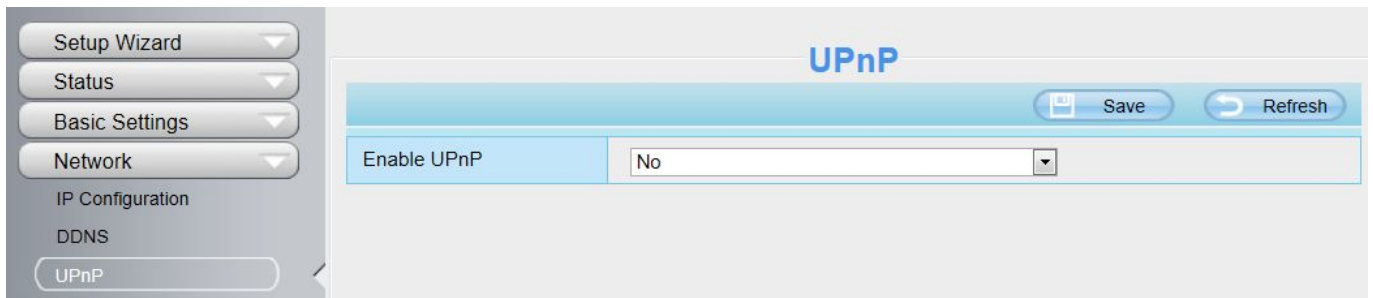 Setup Wizard
Status
Basic Settings
Network
IP Configuration
DDNS
UPnP
UPnP
Save Refresh
Enable UPnP No